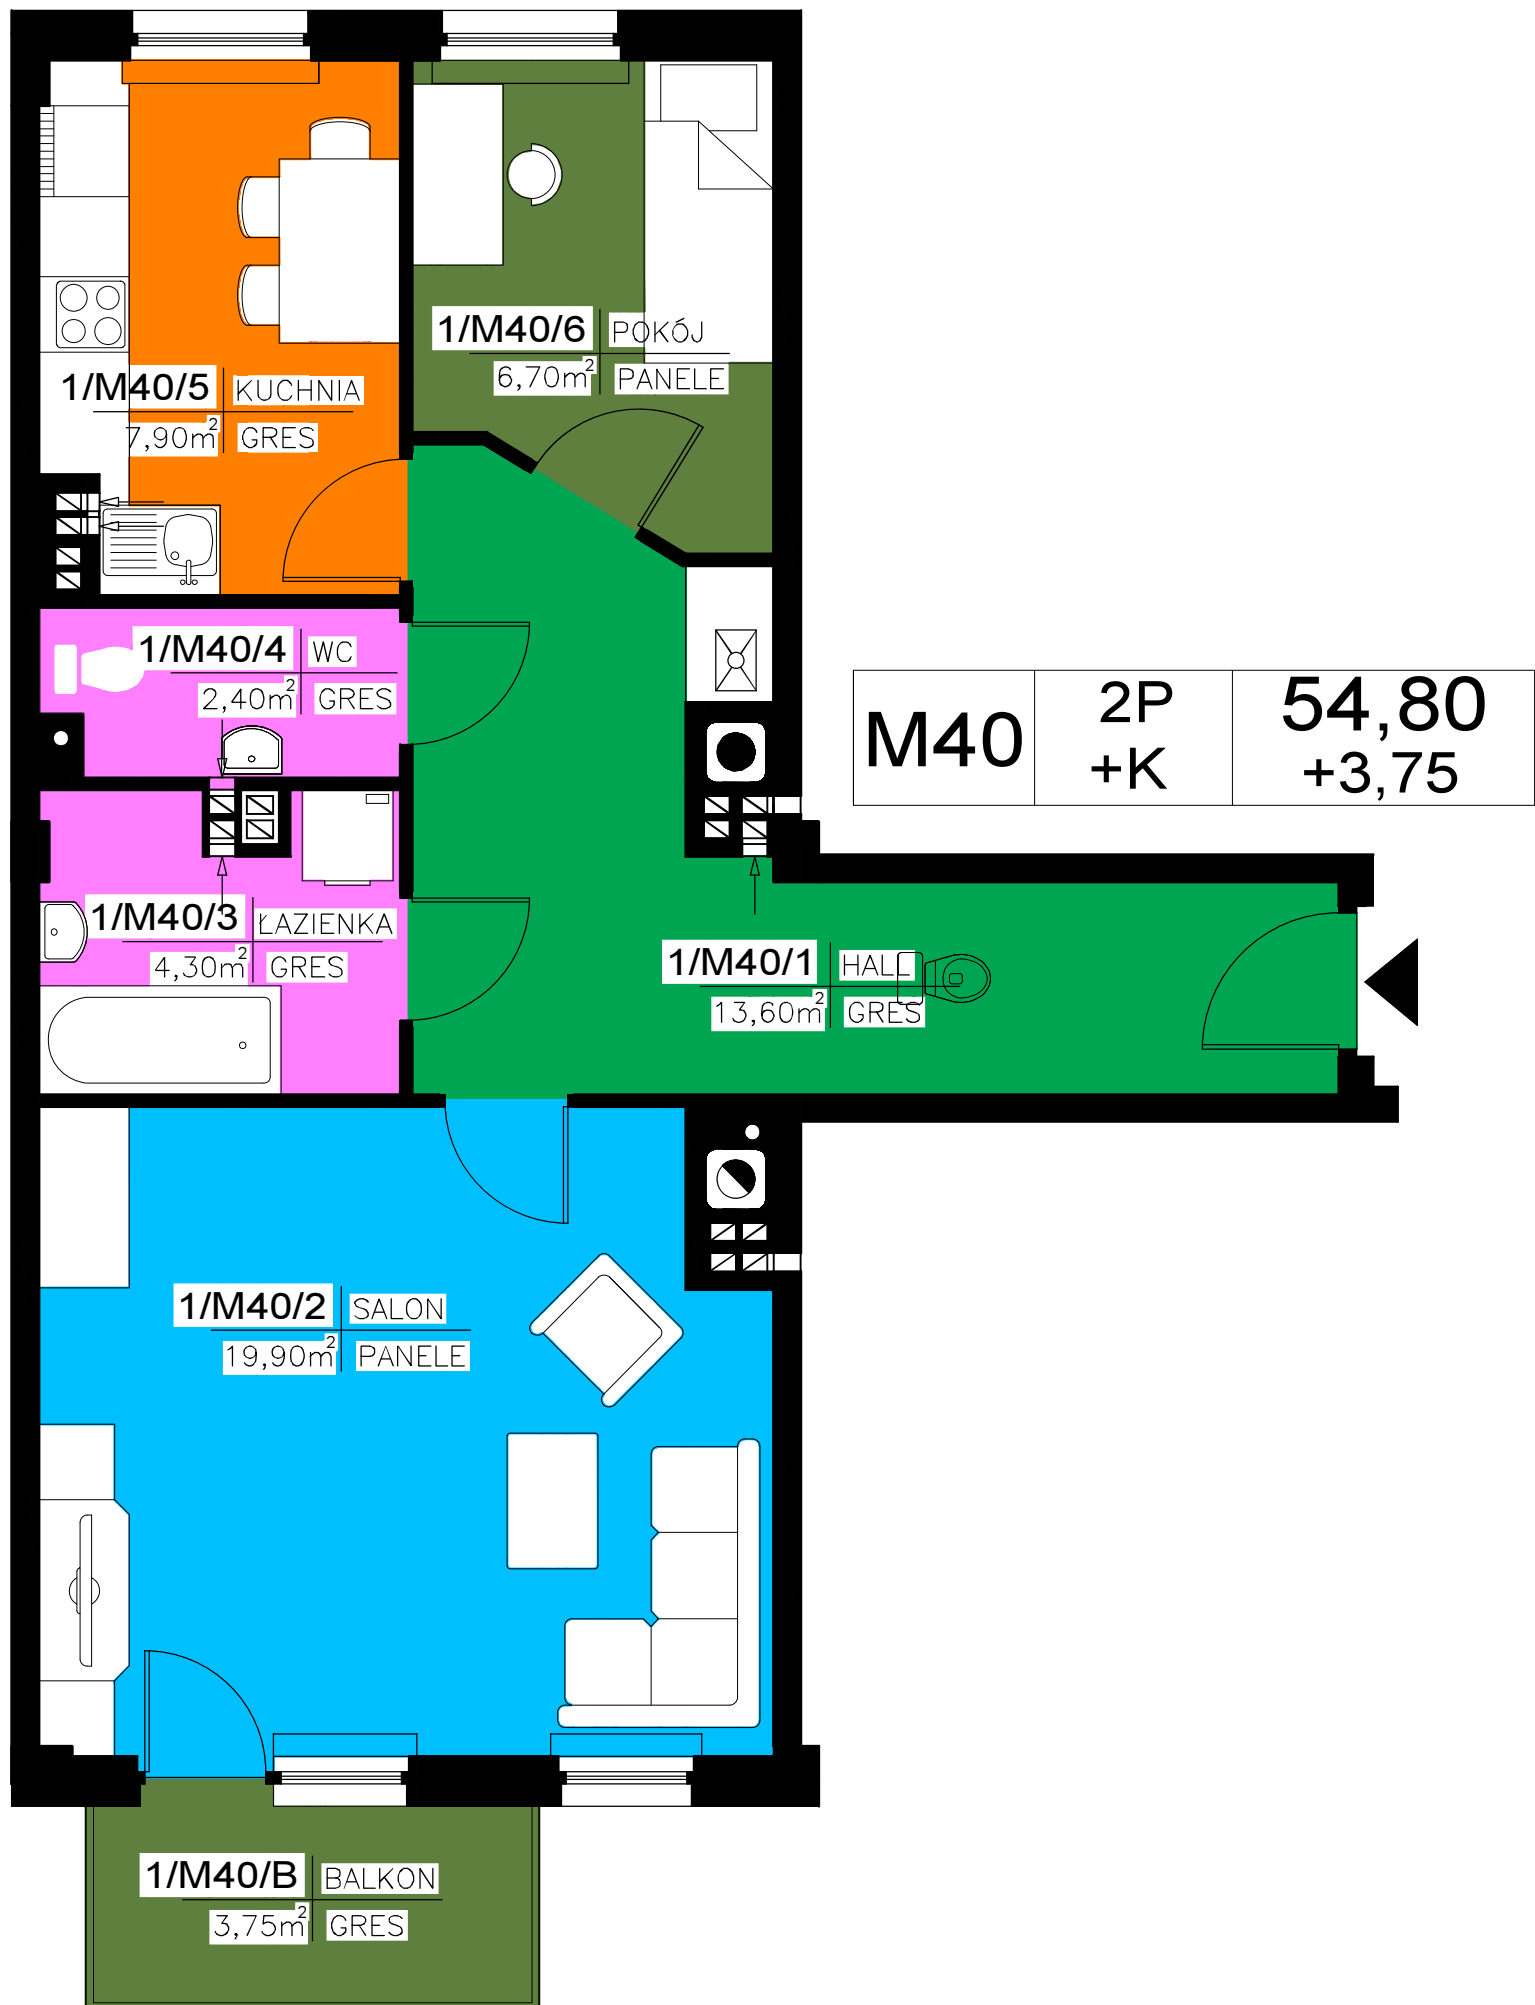 1/M40/6 POKÓJ
6,70m² PANELE
1/M40/5 KUCHNIA
7,90m² GRES
1/M40/4 WC
2,40m² GRES
M40 2P +K 54,80 +3,75
1/M40/3 ŁAZIENKA
4,30m² GRES
1/M40/1 HALL
13,60m² GRES
1/M40/2 SALON
19,90m² PANELE
1/M40/B BALKON
3,75m² GRES